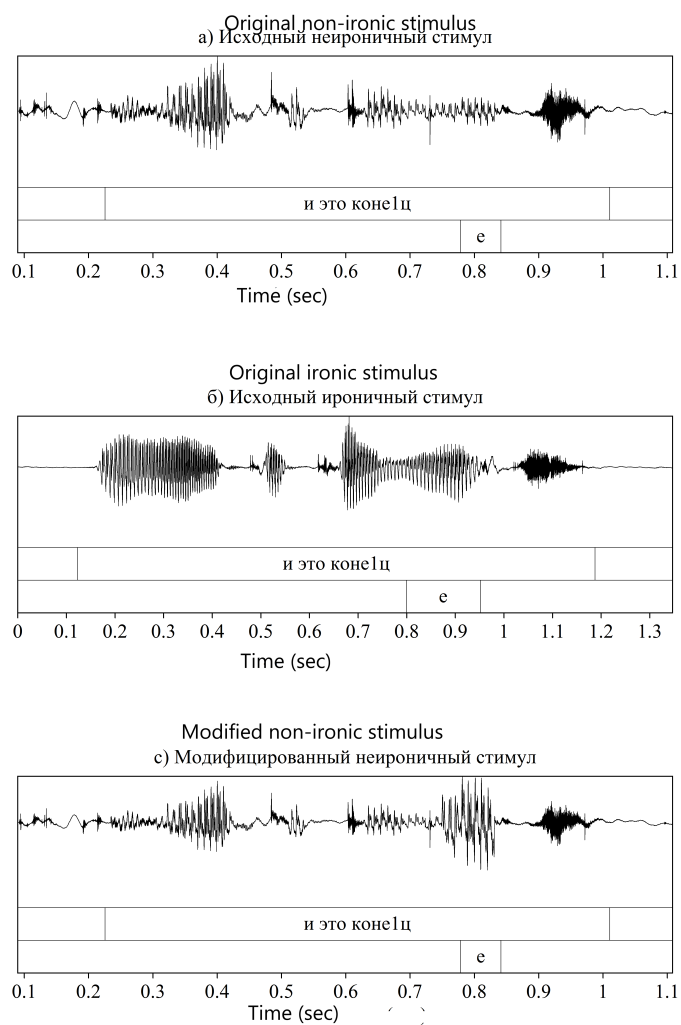 Original non-ironic stimulus
а) Исходный неироничный стимул
и это коне1ц
е
0.1 0.2 0.3 0.4 0.5 0.6 0.7 0.8 0.9 1 1.1
Time (sec)
Original ironic stimulus
б) Исходный ироничный стимул
и это коне1ц
е
0 0.1 0.2 0.3 0.4 0.5 0.6 0.7 0.8 0.9 1 1.1 1.2 1.3
Time (sec)
Modified non-ironic stimulus
с) Модифицированный неироничный стимул
и это коне1ц
е
0.1 0.2 0.3 0.4 0.5 0.6 0.7 0.8 0.9 1 1.1
Time (sec)